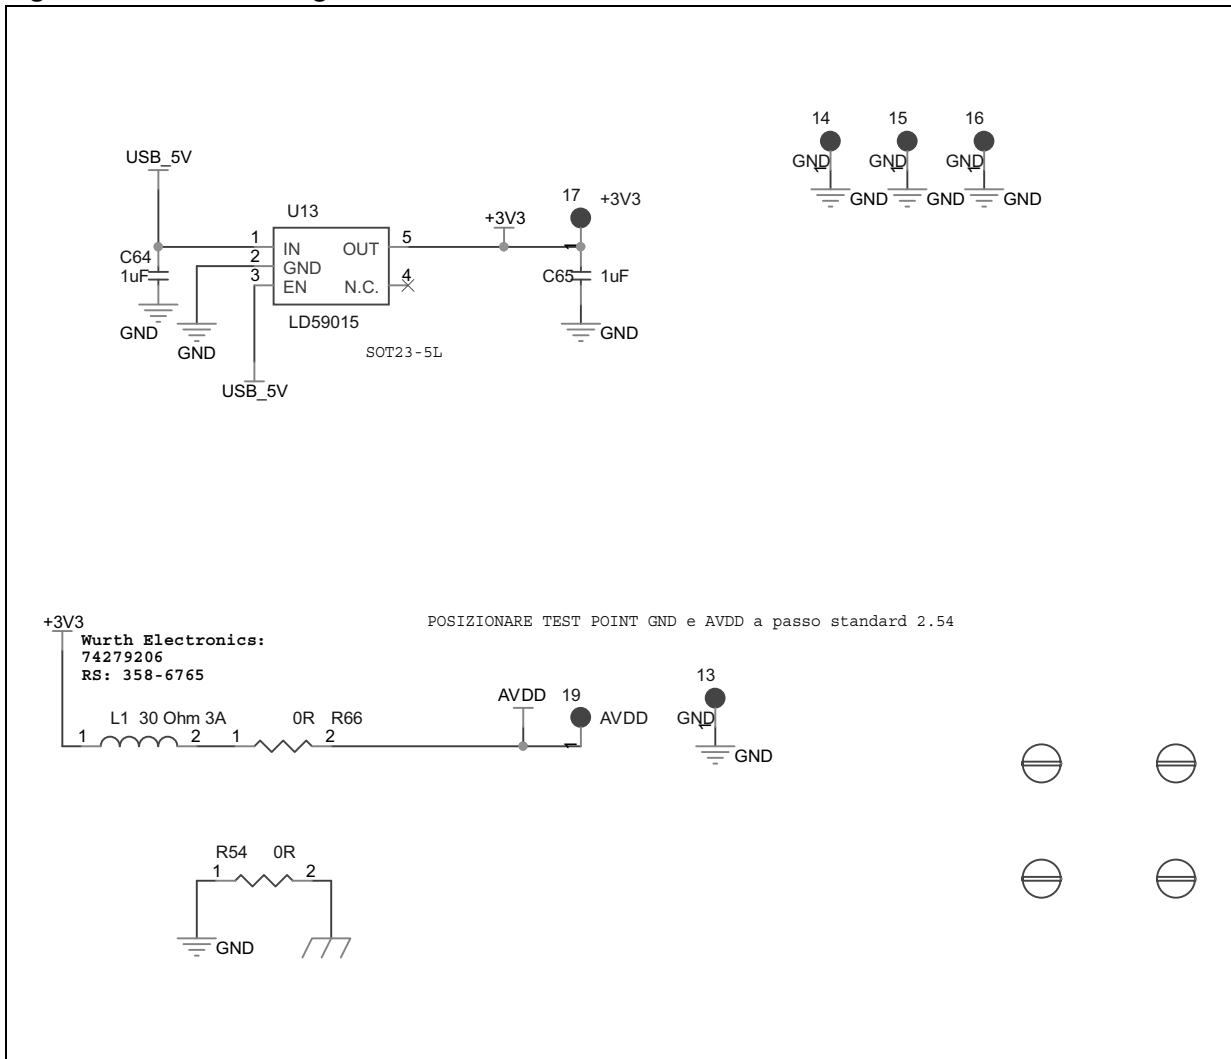 14 15 16
GND GND GND
GND GND GND
USB_5V
17 +3V3
U13
+3V3
1 IN OUT 5
C64 2 GND
1uF 3 EN N.C. 4
C65 1uF
LD59015
GND
GND
GND
SOT23-5L
USB_5V
+3V3
POSIZIONARE TEST POINT GND e AVDD a passo standard 2.54
Wurth Electronics:
74279206
RS: 358-6765
13
AVDD 19
L1 30 Ohm 3A 0R R66 AVDD GND
1 2 1 2
1
GND
R54 0R
1 2
GND